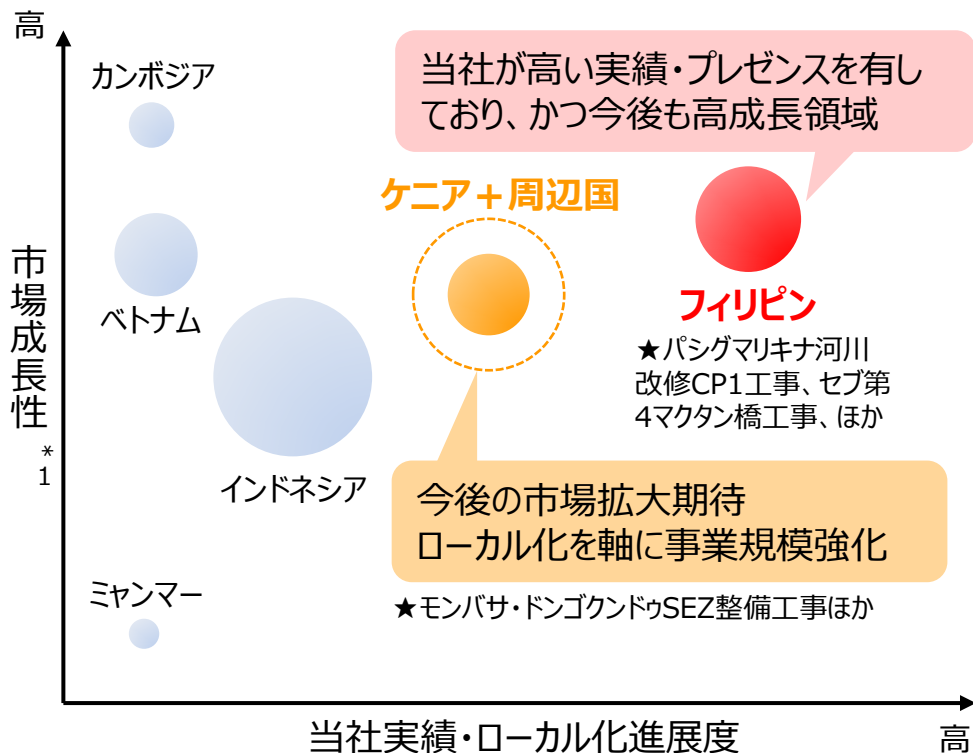 高
カンボジア
当社が高い実績・プレゼンスを有し
ており、かつ今後も高成長領域
ケニア＋周辺国
市場成長性
*
1
ベトナム
フィリピン
★パシグマリキナ河川
改修CP1工事、セブ第
4マクタン橋工事、ほか
インドネシア
今後の市場拡大期待
ローカル化を軸に事業規模強化
ミャンマー
★モンバサ・ドンゴクンドゥSEZ整備工事ほか
当社実績・ローカル化進展度
高